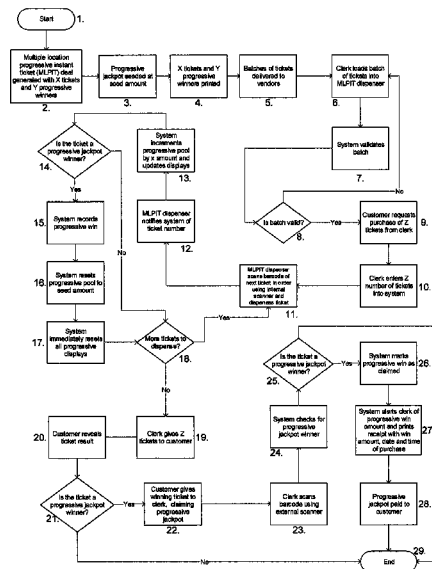 Start
1.
Multiple location
progressive instant
ticket (MLPIT) deal
generated with X tickets
and Y progressive
winners
2.
Progressive
jackpot seeded at
seed amount
3.
X tickets and Y
progressive
winners printed
4.
Batches of tickets
delivered to
vendors
5.
Clerk loads batch
of tickets into
MLPIT dispenser
6.
System validates
batch
7.
Is batch valid?
8.
No
Yes
Customer requests
purchase of Z
tickets from clerk
9.
Clerk enters Z
number of tickets
into system
10.
MLPIT dispenser
scans barcode of
next ticket in order
using internal
scanner and
dispenses ticket
11.
MLPIT dispenser
notifies system of
ticket number
12.
System increments
progressive pool
by x amount and
updates displays
13.
Is the ticket a
progressive jackpot
winner?
14.
Yes
No
System records
progressive win
15.
System resets
progressive pool to
seed amount
16.
System
immediately resets
all progressive
displays
17.
More tickets to
dispense?
18.
Yes
No
Clerk gives Z
tickets to customer
19.
Customer reveals
ticket result
20.
Is the ticket a
progressive jackpot
winner?
21.
Yes
No
Customer gives
winning ticket to
clerk, claiming
progressive
jackpot
22.
Clerk scans
barcode using
external scanner
23.
System checks for
progressive
jackpot winner
24.
Is the ticket a
progressive jackpot
winner?
25.
Yes
System marks
progressive win as
claimed
26.
System alerts clerk
of progressive win
amount and prints
receipt with win
amount, date and
time of purchase
27.
Progressive
jackpot paid to
customer
28.
End
29.